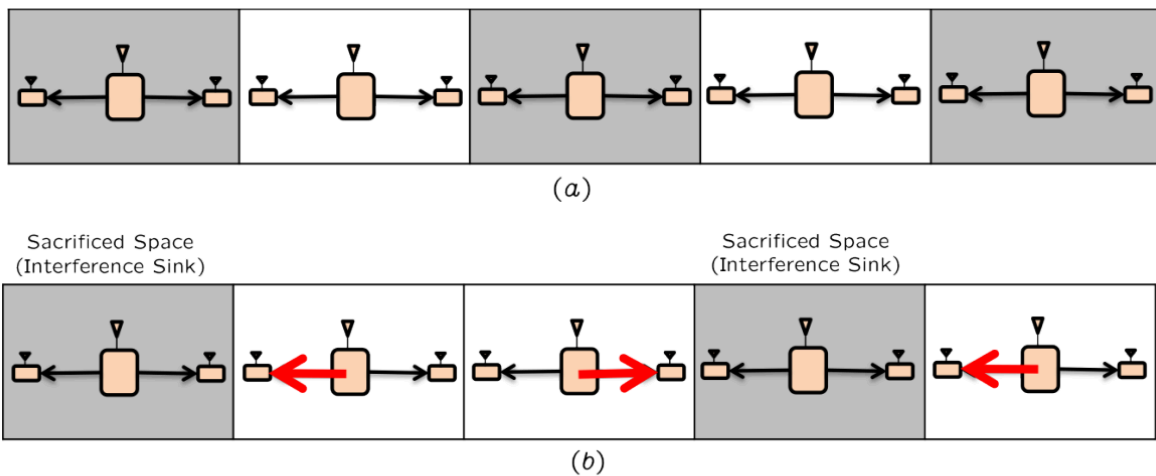 (a)
Sacrificed Space
(Interference Sink)
Sacrificed Space
(Interference Sink)
(b)